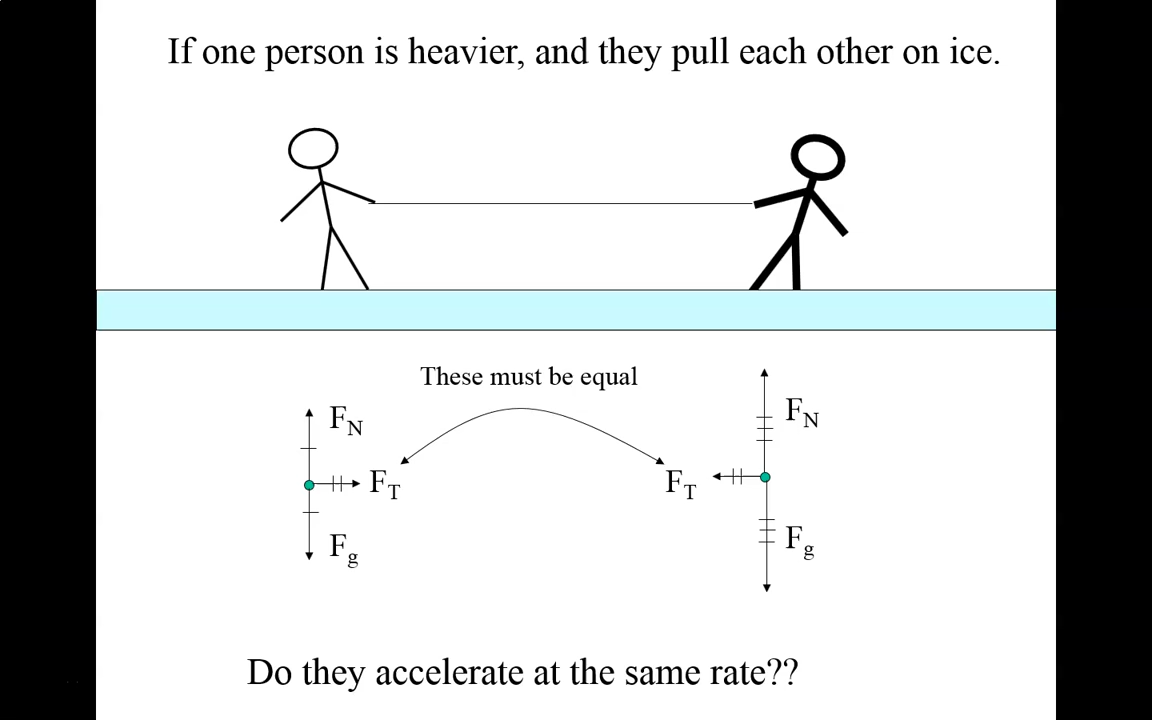 If one person is heavier, and they pull each other on ice.
These must be equal
F_N
F_N
F_T
F_T
F_g
F_g
Do they accelerate at the same rate??